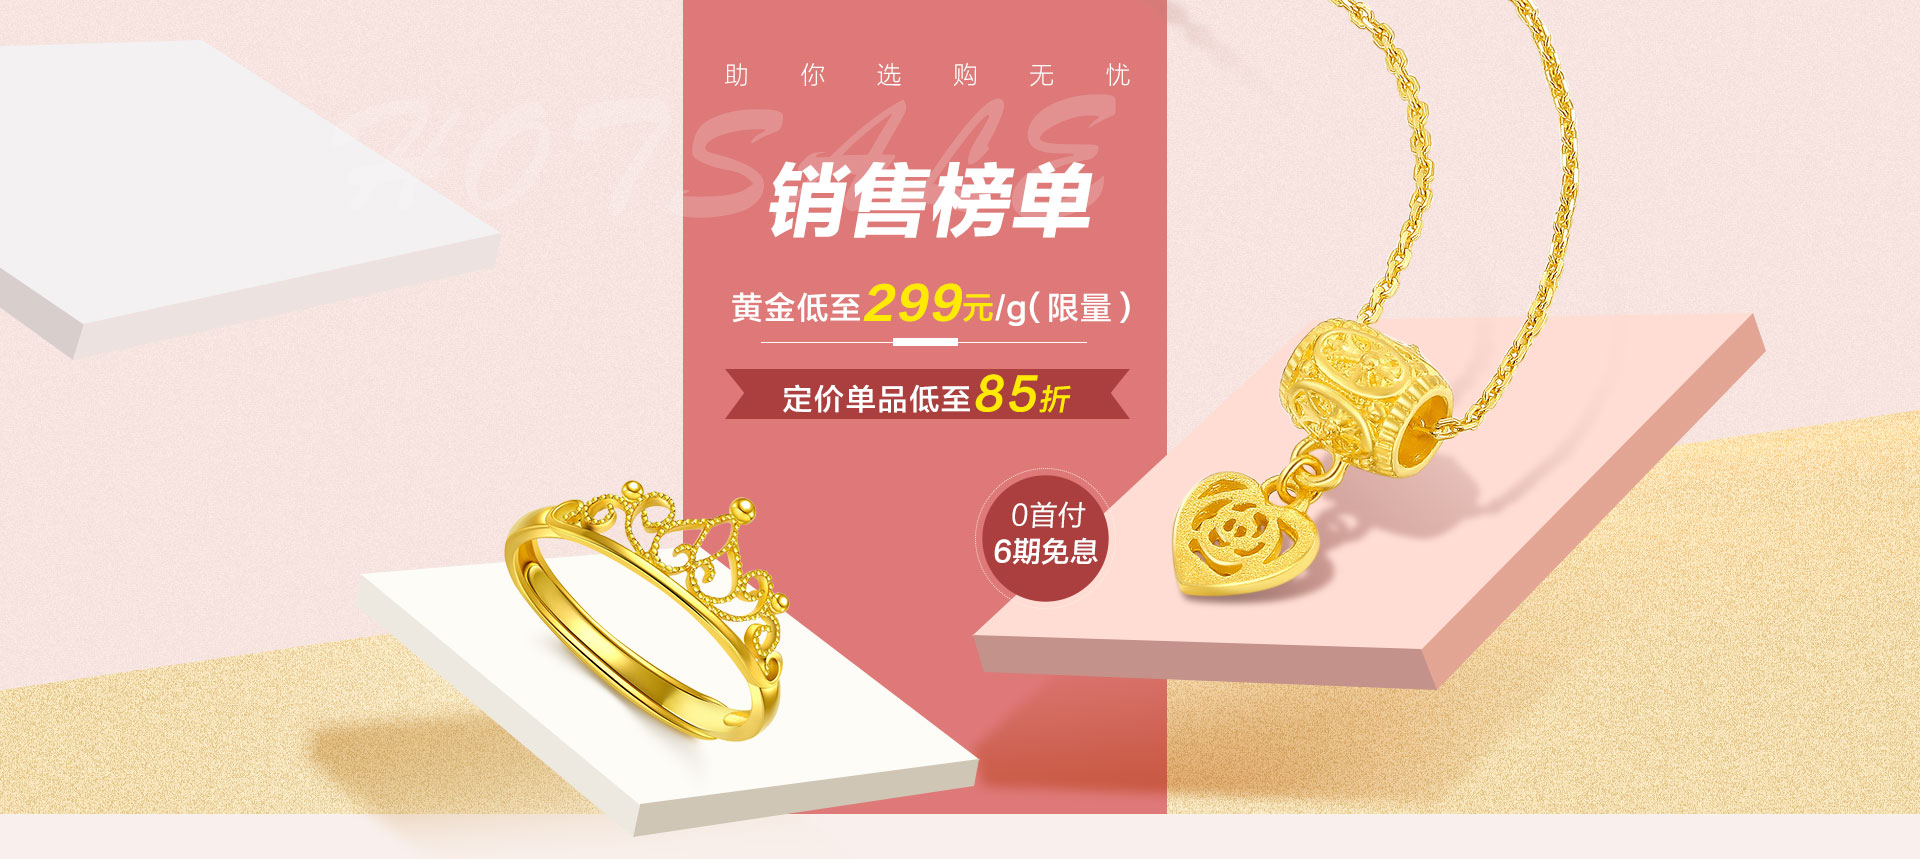 助你选购无忧
HOTSALE
销售榜单
黄金低至299元/g(限量)
定价单品低至85折
0首付
6期免息